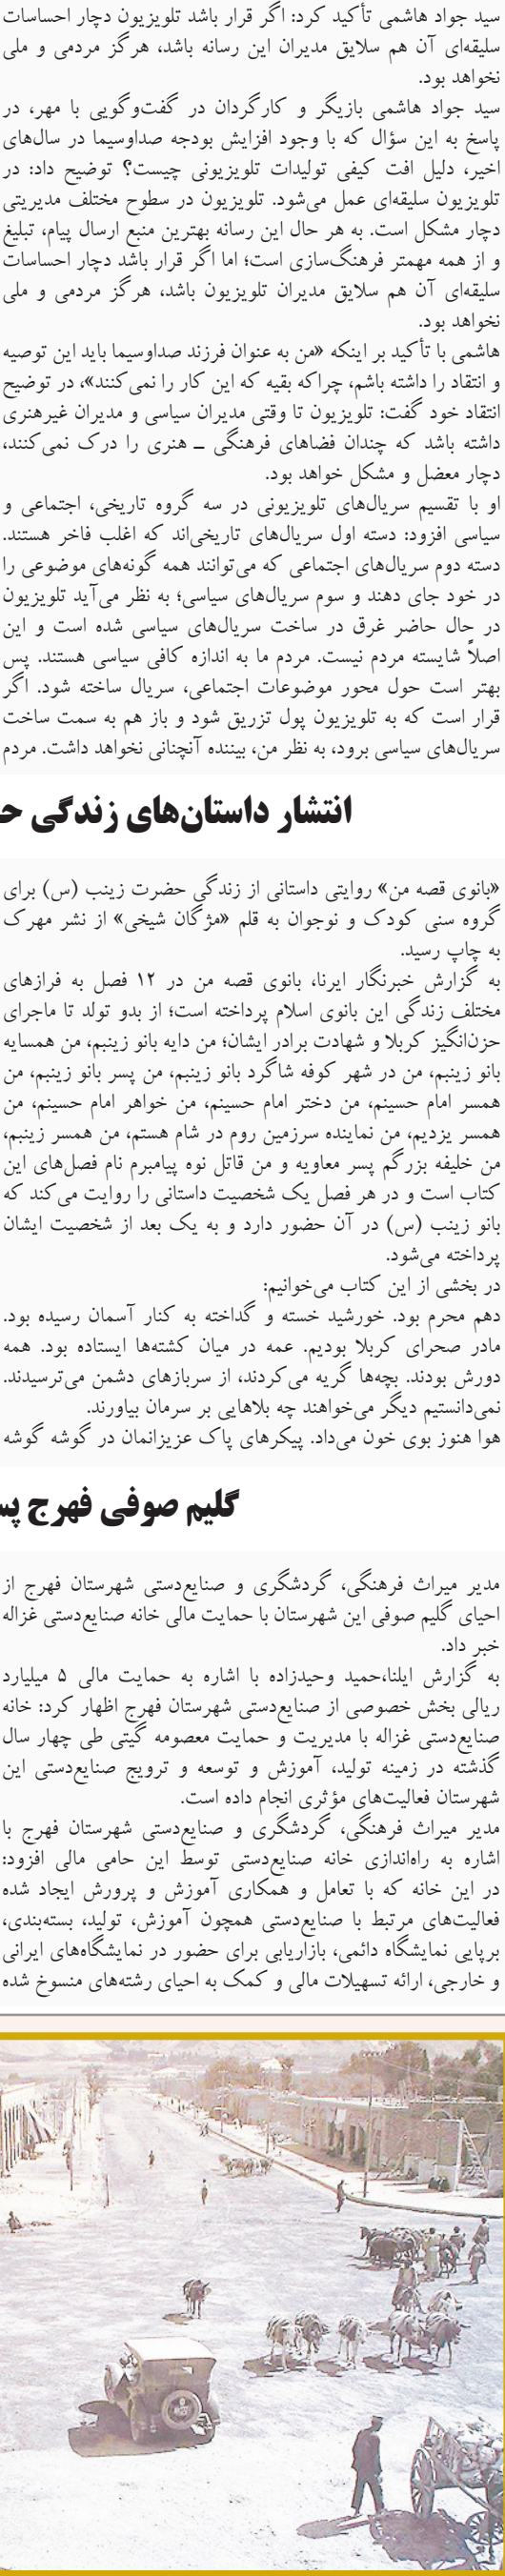 سید جواد هاشمی تأکید کرد: اگر قرار باشد تلویزیون دچار احساسات
سلیقه‌ای آن هم سلایق مدیران این رسانه باشد، هرگز مردمی و ملی
نخواهد بود.
سید جواد هاشمی بازیگر و کارگردان در گفت‌وگویی با مهر، در
پاسخ به این سؤال که با وجود افزایش بودجه صداوسیما در سال‌های
اخیر، دلیل افت کیفی تولیدات تلویزیونی چیست؟ توضیح داد: در
تلویزیون سلیقه‌ای عمل می‌شود. تلویزیون در سطوح مختلف مدیریتی
دچار مشکل است. به هر حال این رسانه بهترین منبع ارسال پیام، تبلیغ
و از همه مهمتر فرهنگ‌سازی است؛ اما اگر قرار باشد دچار احساسات
سلیقه‌ای آن هم سلایق مدیران تلویزیون باشد، هرگز مردمی و ملی
نخواهد بود.
هاشمی با تأکید بر اینکه «من به عنوان فرزند صداوسیما باید این توصیه
و انتقاد را داشته باشم، چراکه بقیه که این کار را نمی‌کنند»، در توضیح
انتقاد خود گفت: تلویزیون تا وقتی مدیران سیاسی و مدیران غیرهنری
داشته باشد که چندان فضاهای فرهنگی ـ هنری را درک نمی‌کنند،
دچار معضل و مشکل خواهد بود.
او با تقسیم سریال‌های تلویزیونی در سه گروه تاریخی، اجتماعی و
سیاسی افزود: دسته اول سریال‌های تاریخی‌اند که اغلب فاخر هستند.
دسته دوم سریال‌های اجتماعی که می‌توانند همه گونه‌های موضوعی را
در خود جای دهند و سوم سریال‌های سیاسی؛ به نظر می‌آید تلویزیون
در حال حاضر غرق در ساخت سریال‌های سیاسی شده است و این
اصلاً شایسته مردم نیست. مردم ما به اندازه کافی سیاسی هستند. پس
بهتر است حول محور موضوعات اجتماعی، سریال ساخته شود. اگر
قرار است که به تلویزیون پول تزریق شود و باز هم به سمت ساخت
سریال‌های سیاسی برود، به نظر من، بیننده آنچنانی نخواهد داشت. مردم
انتشار داستان‌های زندگی
«بانوی قصه من» روایتی داستانی از زندگی حضرت زینب (س) برای
گروه سنی کودک و نوجوان به قلم «مژگان شیخی» از نشر مهرک
به چاپ رسید.
به گزارش خبرنگار ایرنا، بانوی قصه من در ۱۲ فصل به فرازهای
مختلف زندگی این بانوی اسلام پرداخته است؛ از بدو تولد تا ماجرای
حزن‌انگیز کربلا و شهادت برادر ایشان؛ من دایه بانو زینبم، من همسایه
بانو زینبم، من در شهر کوفه شاگرد بانو زینبم، من پسر بانو زینبم، من
همسر امام حسینم، من دختر امام حسینم، من خواهر امام حسینم، من
همسر یزدیم، من نماینده سرزمین روم در شام هستم، من همسر زینبم،
من خلیفه بزرگم پسر معاویه و من قاتل نوه پیامبرم نام فصل‌های این
کتاب است و در هر فصل یک شخصیت داستانی را روایت می‌کند که
بانو زینب (س) در آن حضور دارد و به یک بعد از شخصیت ایشان
پرداخته می‌شود.
در بخشی از این کتاب می‌خوانیم:
دهم محرم بود. خورشید خسته و گداخته به کنار آسمان رسیده بود.
مادر صحرای کربلا بودیم. عمه در میان کشته‌ها ایستاده بود. همه
دورش بودند. بچه‌ها گریه می‌کردند، از سربازهای دشمن می‌ترسیدند.
نمی‌دانستیم دیگر می‌خواهند چه بلاهایی بر سرمان بیاورند.
هوا هنوز بوی خون می‌داد. پیکرهای پاک عزیزانمان در گوشه گوشه
گلیم صوفی فهرج
مدیر میراث فرهنگی، گردشگری و صنایع‌دستی شهرستان فهرج از
احیای گلیم صوفی این شهرستان با حمایت مالی خانه صنایع‌دستی غزاله
خبر داد.
به گزارش ایلنا،حمید وحیدزاده با اشاره به حمایت مالی ۵ میلیارد
ریالی بخش خصوصی از صنایع‌دستی شهرستان فهرج اظهار کرد: خانه
صنایع‌دستی غزاله با مدیریت و حمایت معصومه گیتی طی چهار سال
گذشته در زمینه تولید، آموزش و توسعه و ترویج صنایع‌دستی این
شهرستان فعالیت‌های مؤثری انجام داده است.
مدیر میراث فرهنگی، گردشگری و صنایع‌دستی شهرستان فهرج با
اشاره به راه‌اندازی خانه صنایع‌دستی توسط این حامی مالی افزود:
در این خانه که با تعامل و همکاری آموزش و پرورش ایجاد شده
فعالیت‌های مرتبط با صنایع‌دستی همچون آموزش، تولید، بسته‌بندی،
برپایی نمایشگاه دائمی، بازاریابی برای حضور در نمایشگاه‌های ایرانی
و خارجی، ارائه تسهیلات مالی و کمک به احیای رشته‌های منسوخ شده